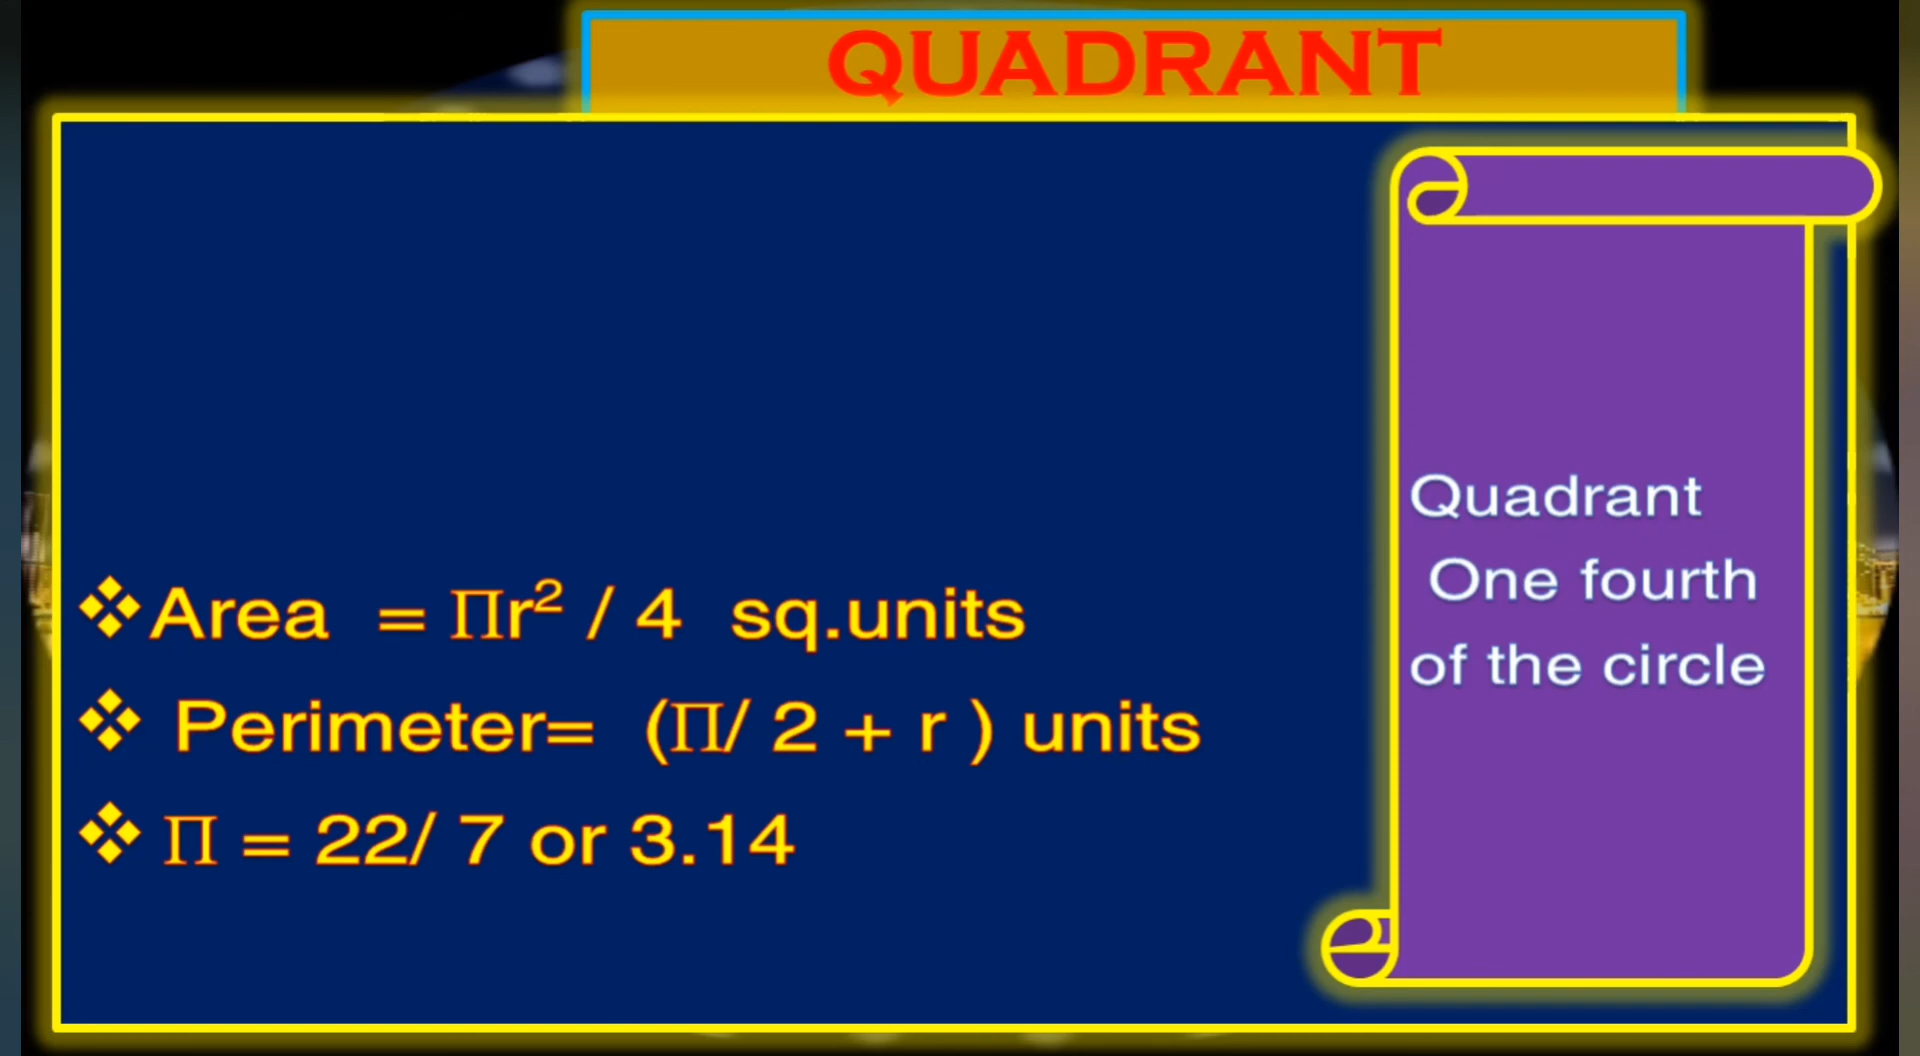 QUADRANT
Quadrant
One fourth
of the circle
❖Area = Πr² / 4 sq.units
❖ Perimeter= (Π/ 2 + r ) units
❖ Π = 22/ 7 or 3.14